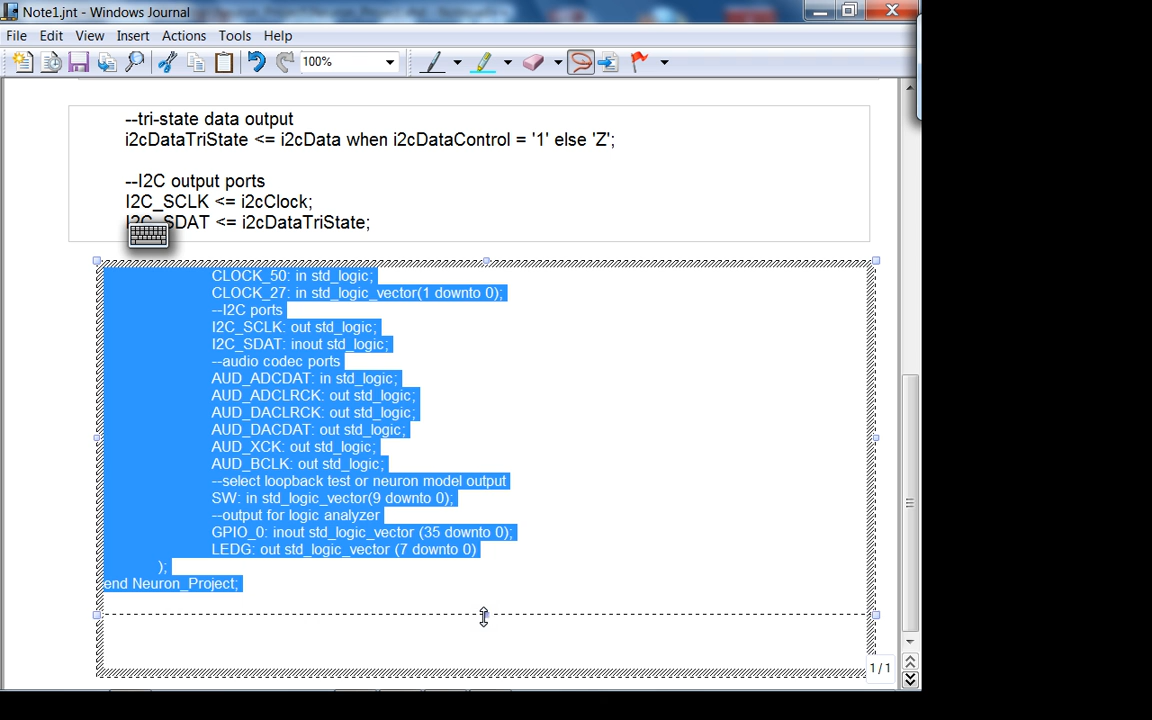 Note1.jnt - Windows Journal
File Edit View Insert Actions Tools Help
100%
--tri-state data output
i2cDataTriState <= i2cData when i2cDataControl = '1' else 'Z';
--I2C output ports
I2C_SCLK <= i2cClock;
I2C_SDAT <= i2cDataTriState;
CLOCK_50: in std_logic;
CLOCK_27: in std_logic_vector(1 downto 0);
--I2C ports
I2C_SCLK: out std_logic;
I2C_SDAT: inout std_logic;
--audio codec ports
AUD_ADCDAT: in std_logic;
AUD_ADCLRCK: out std_logic;
AUD_DACLRCK: out std_logic;
AUD_DACDAT: out std_logic;
AUD_XCK: out std_logic;
AUD_BCLK: out std_logic;
--select loopback test or neuron model output
SW: in std_logic_vector(9 downto 0);
--output for logic analyzer
GPIO_0: inout std_logic_vector (35 downto 0);
LEDG: out std_logic_vector (7 downto 0)
);
end Neuron_Project;
1 / 1